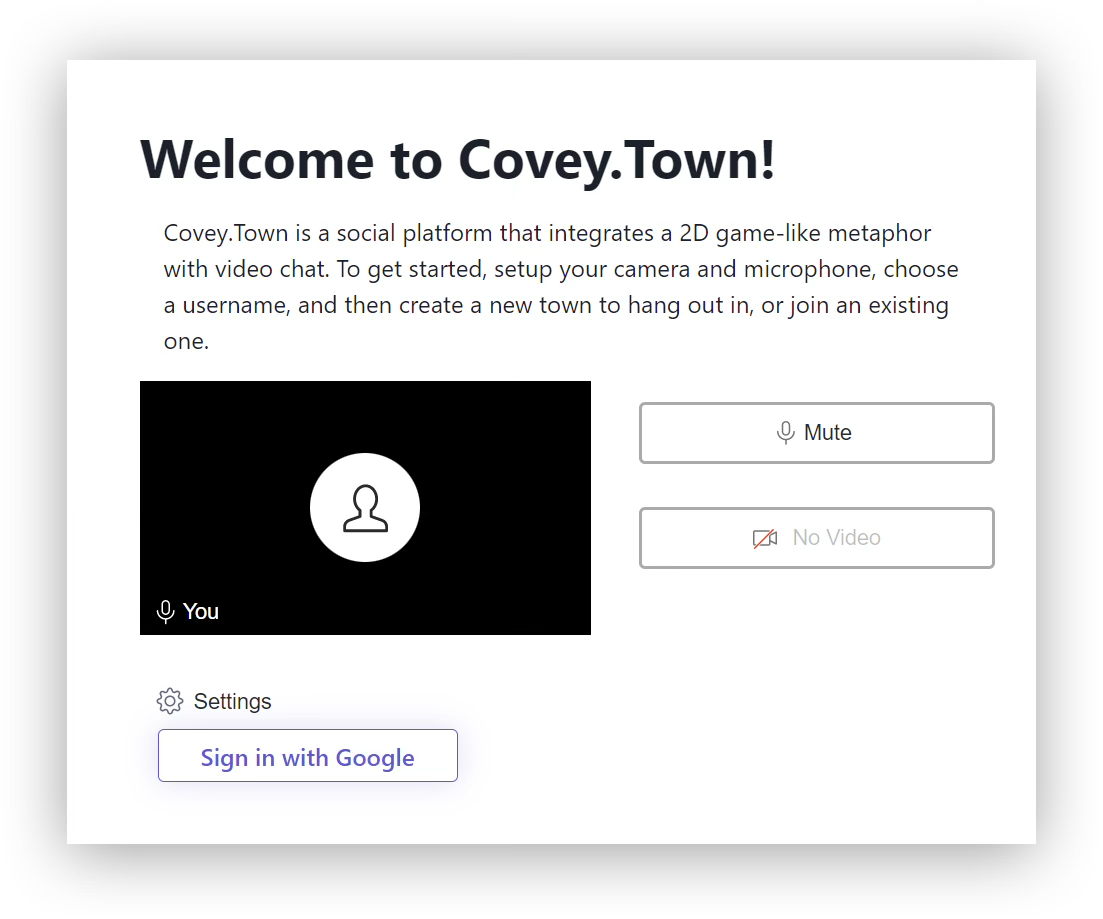 Welcome to Covey.Town!
Covey.Town is a social platform that integrates a 2D game-like metaphor
with video chat. To get started, setup your camera and microphone, choose
a username, and then create a new town to hang out in, or join an existing
one.
Mute
No Video
You
Settings
Sign in with Google